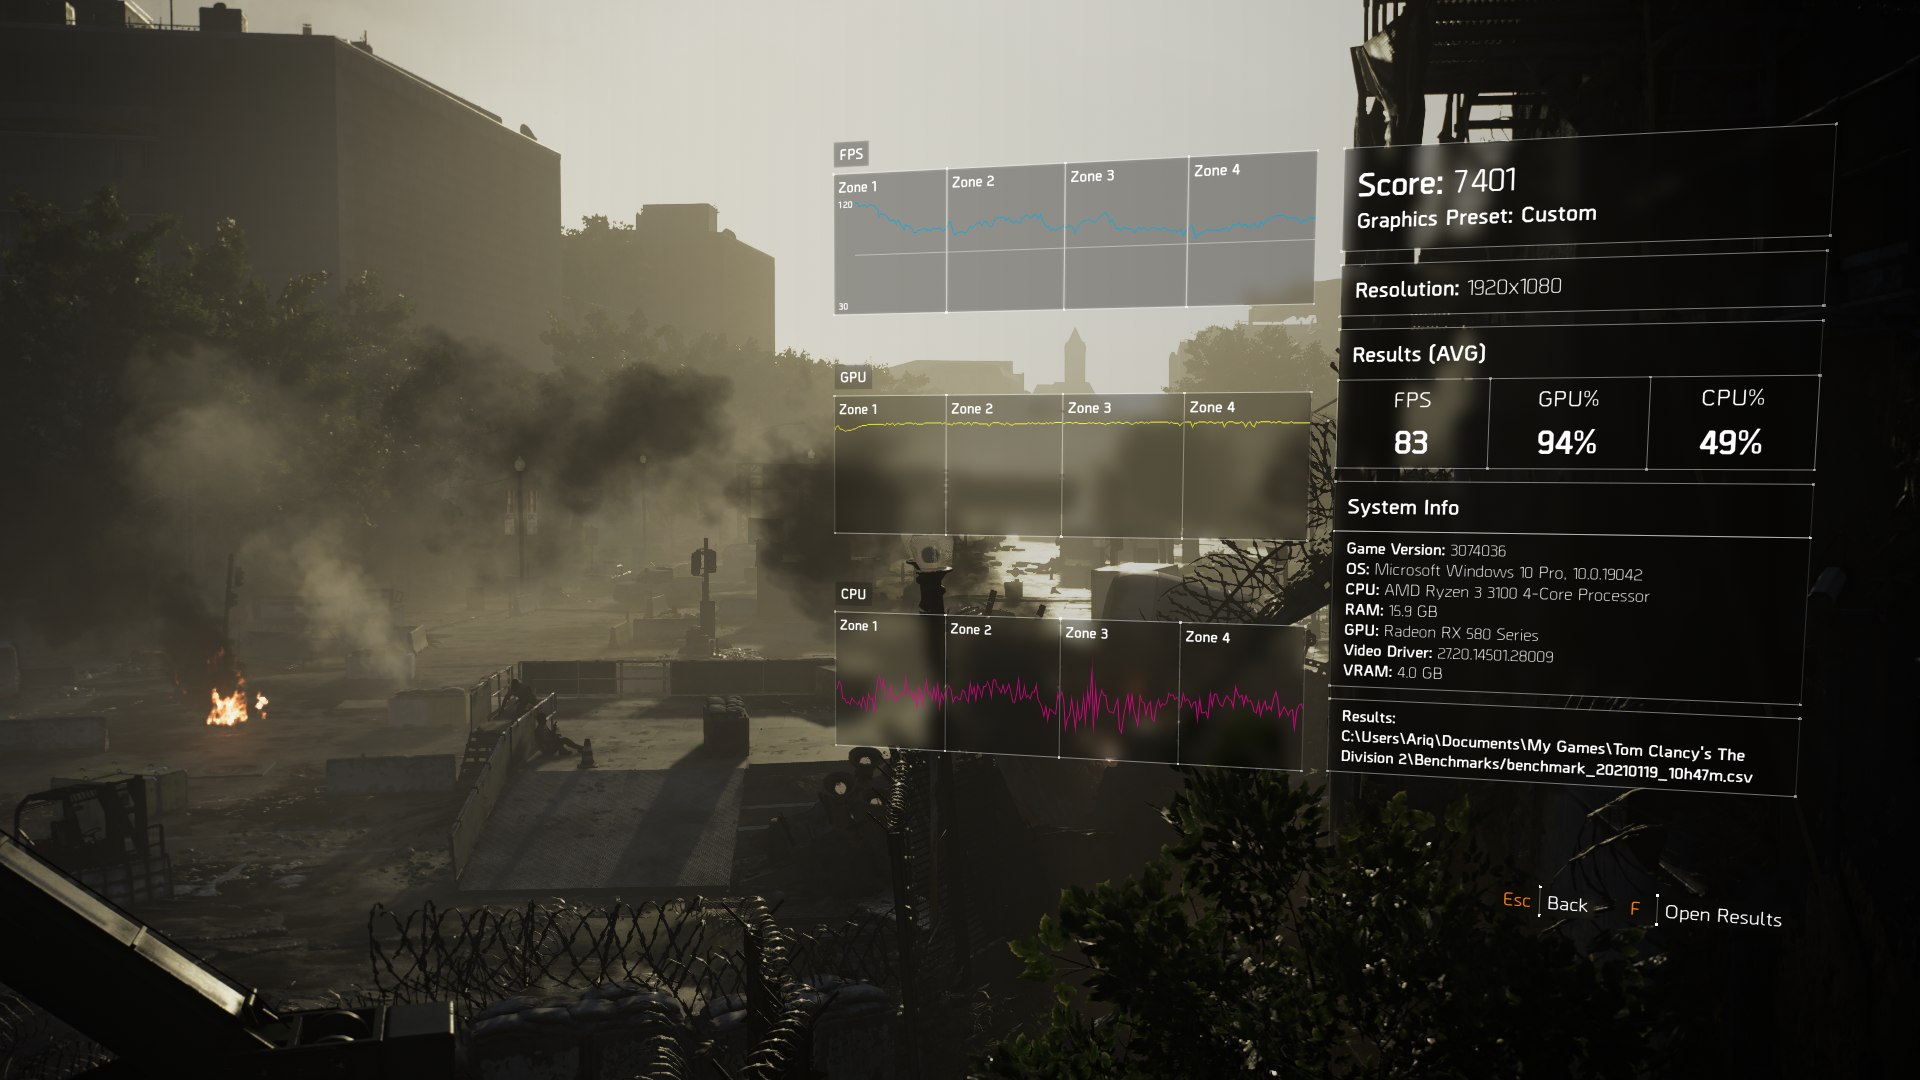 FPS
Zone 1
Zone 2
Zone 3
Zone 4
120
30
GPU
Zone 1
Zone 2
Zone 3
Zone 4
CPU
Zone 1
Zone 2
Zone 3
Zone 4
Score: 7401
Graphics Preset: Custom
Resolution: 1920x1080
Results (AVG)
FPS GPU% CPU%
83 94% 49%
System Info
Game Version: 3074036
OS: Microsoft Windows 10 Pro, 10.0.19042
CPU: AMD Ryzen 3 3100 4-Core Processor
RAM: 15.9 GB
GPU: Radeon RX 580 Series
Video Driver: 27.20.14501.28009
VRAM: 4.0 GB
Results:
C:\Users\Ariq\Documents\My Games\Tom Clancy's The
Division 2\Benchmarks/benchmark_20210119_10h47m.csv
Esc Back F Open Results